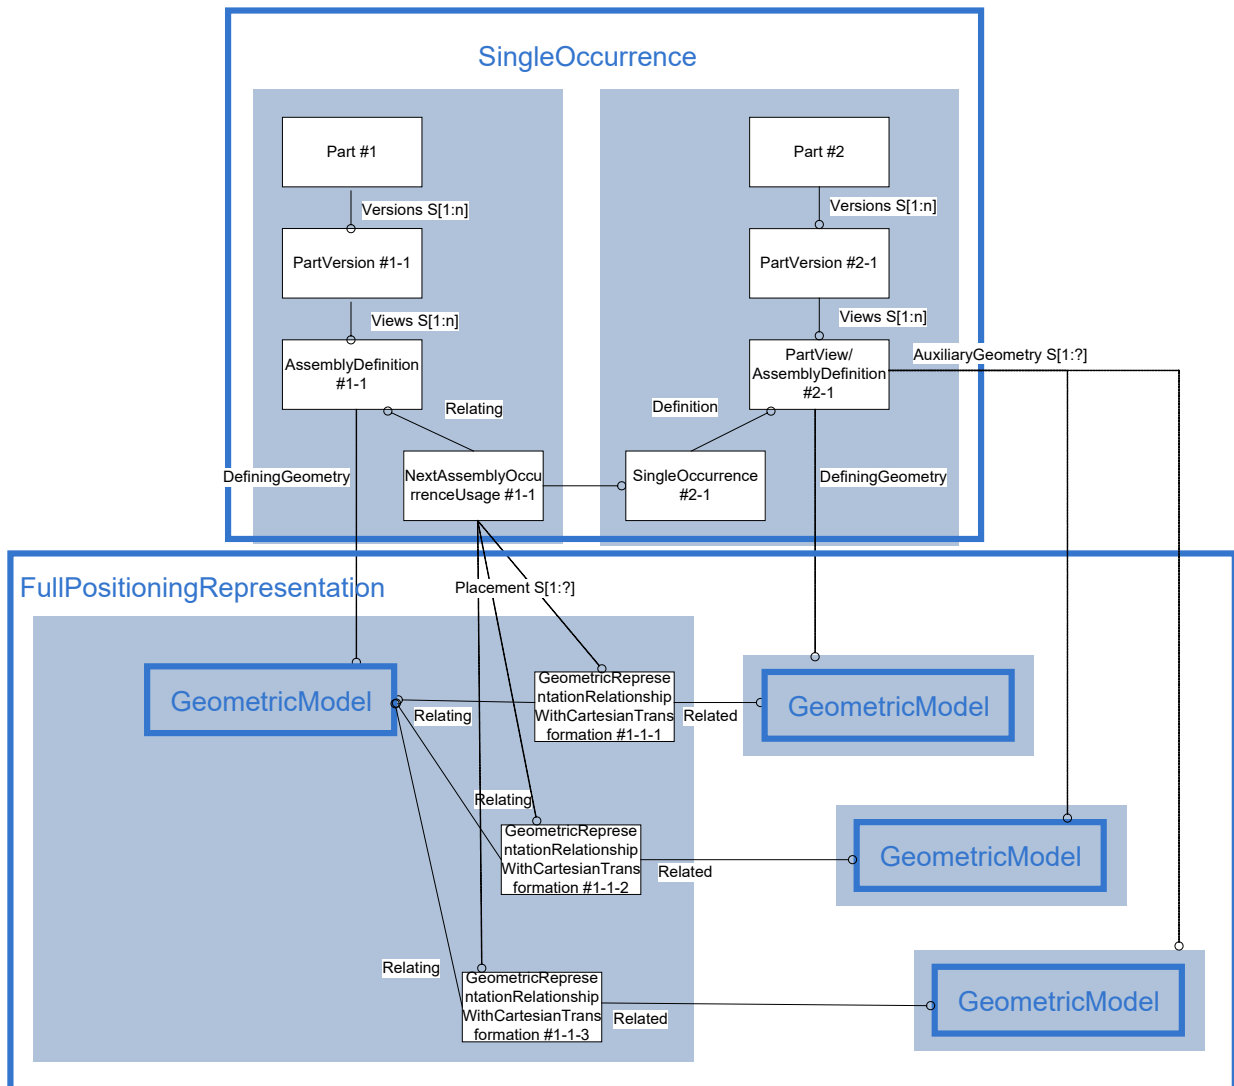 SingleOccurrence
Part #1
Part #2
Versions S[1:n]
Versions S[1:n]
PartVersion #1-1
PartVersion #2-1
Views S[1:n]
Views S[1:n]
AssemblyDefinition
#1-1
PartView/
AssemblyDefinition
#2-1
AuxiliaryGeometry S[1:?]
Relating
Definition
DefiningGeometry
NextAssemblyOccu
rrenceUsage #1-1
SingleOccurrence
#2-1
DefiningGeometry
FullPositioningRepresentation
Placement S[1:?]
GeometricModel
Relating
GeometricReprese
ntationRelationship
WithCartesianTrans
formation #1-1-1
Related
GeometricModel
Relating
GeometricReprese
ntationRelationship
WithCartesianTrans
formation #1-1-2
Related
GeometricModel
Relating
GeometricReprese
ntationRelationship
WithCartesianTrans
formation #1-1-3
Related
GeometricModel